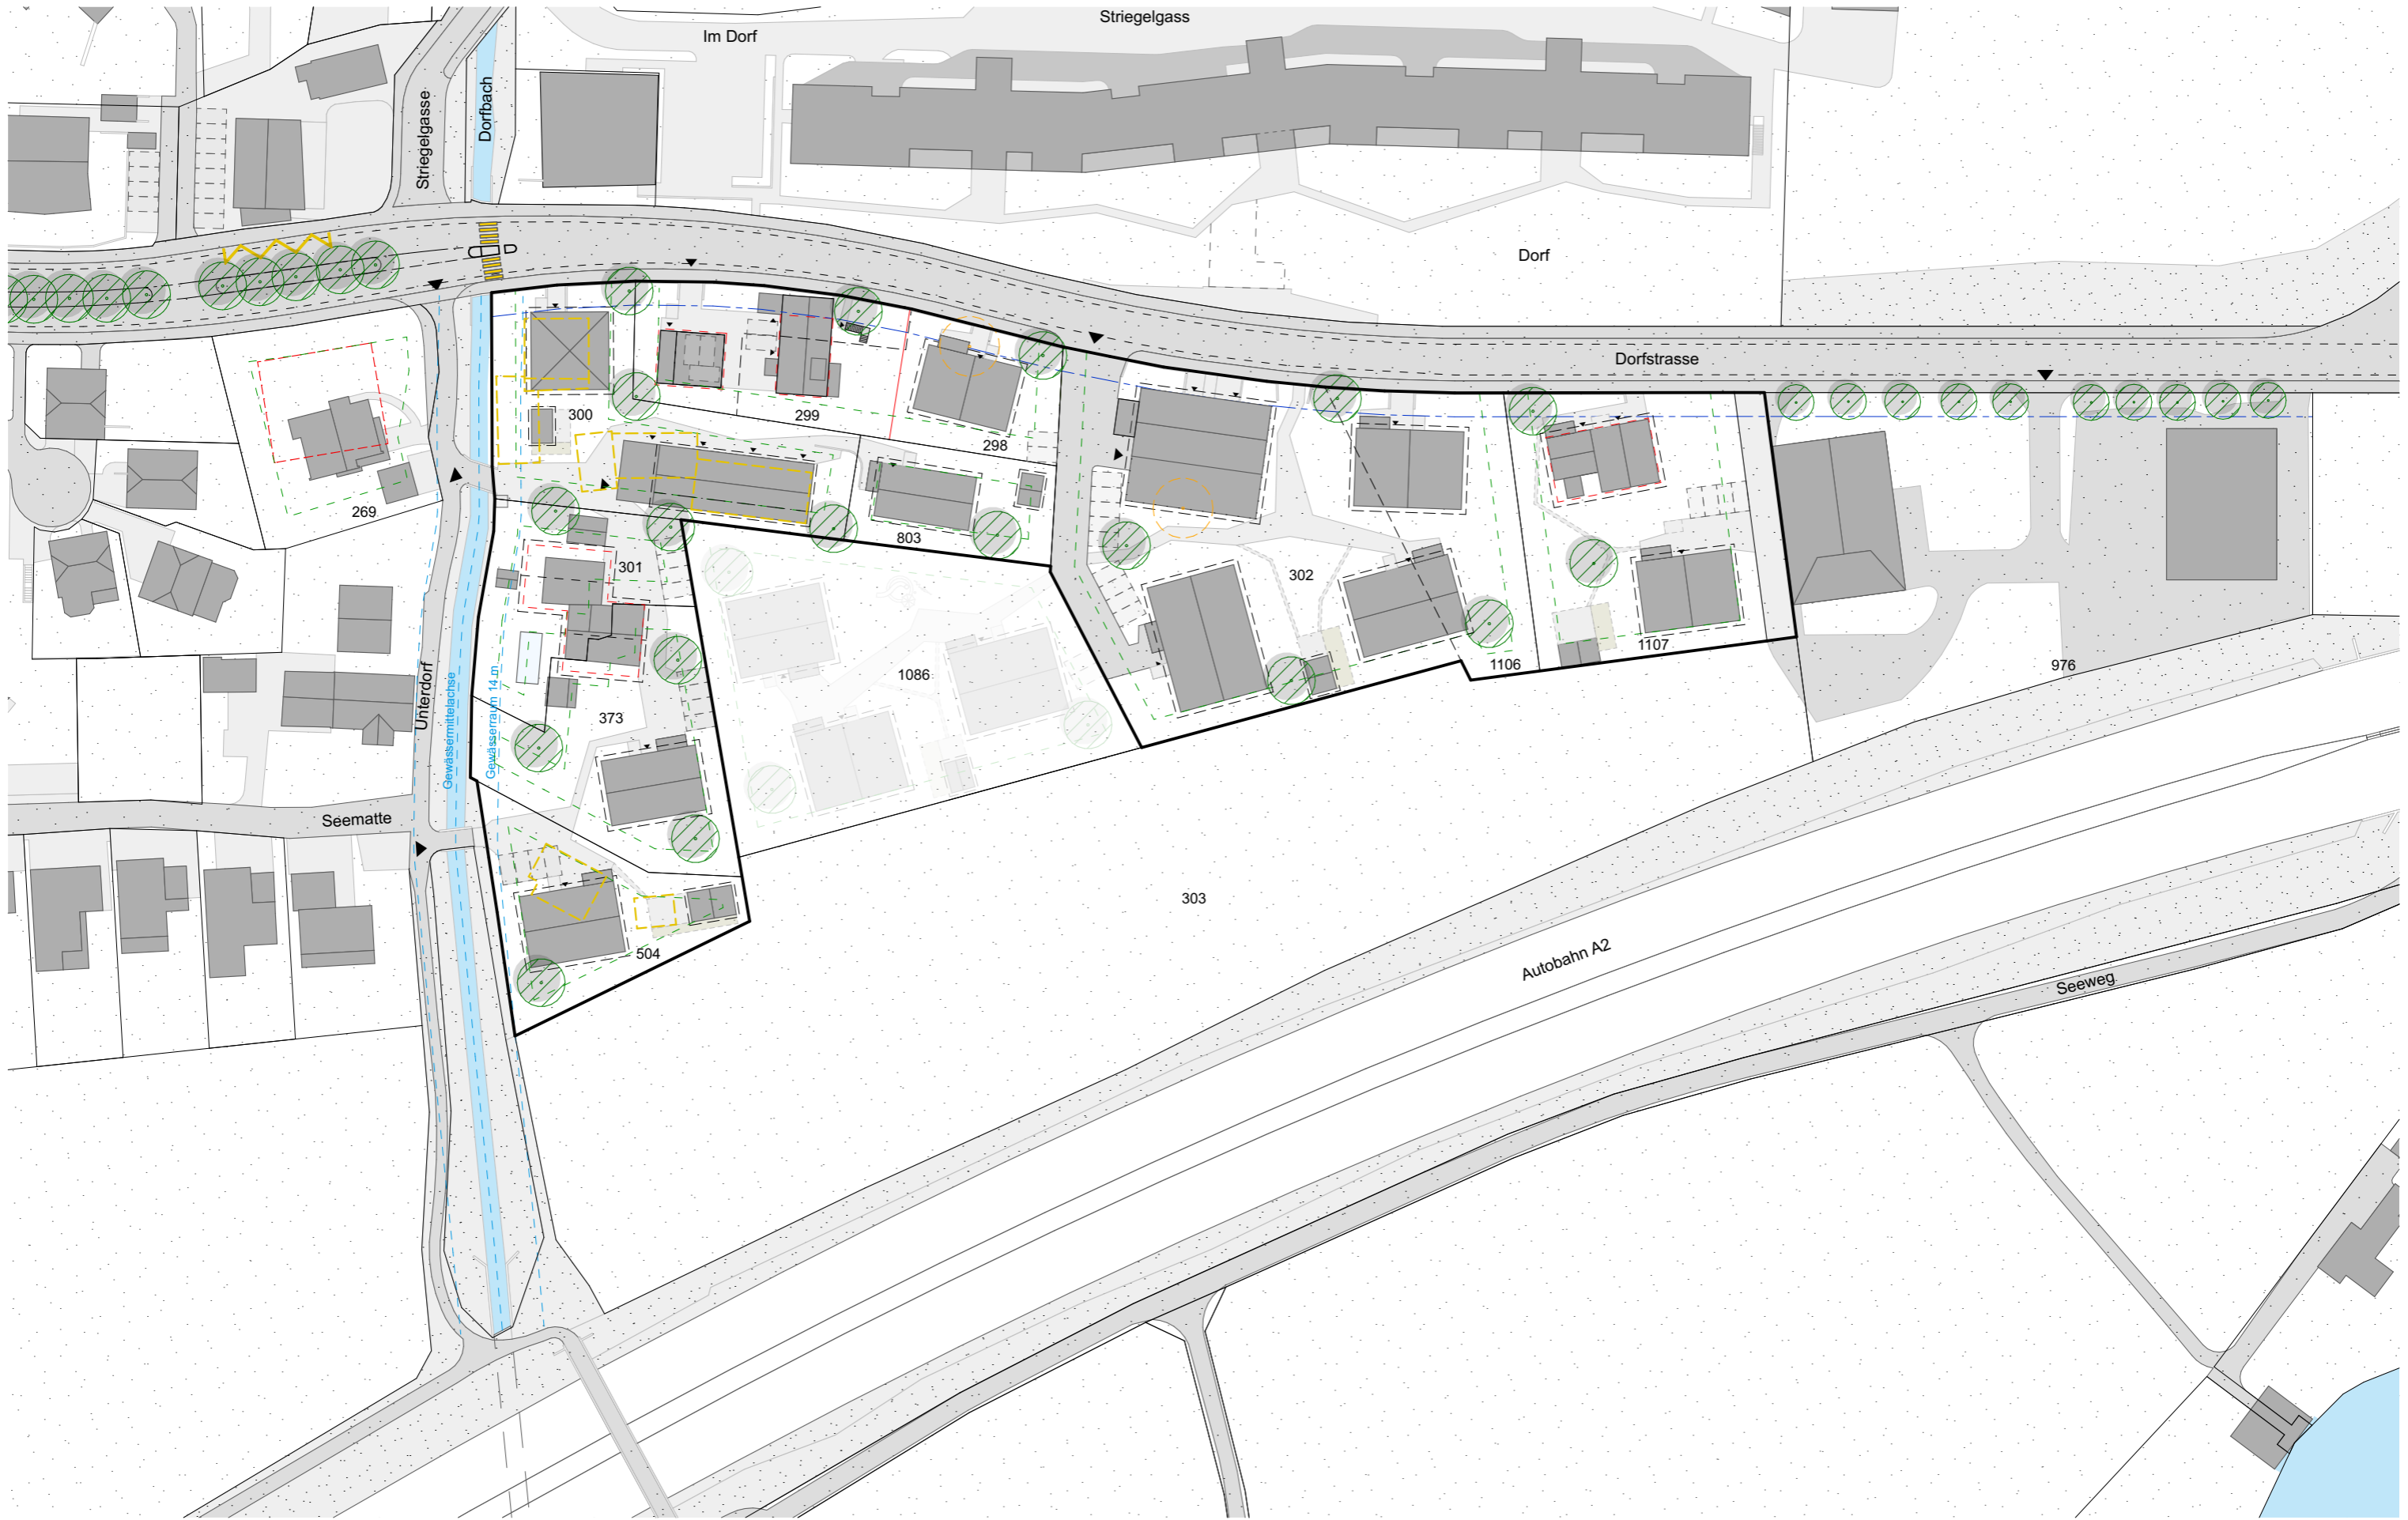 Striegelgass
Im Dorf
Striegelgasse
Dorfbach
Dorf
Dorfstrasse
300
299
298
269
803
301
302
1106
1107
976
1086
373
Unterdorf
Gewässermittelachse
Gewässerraum 14 m
Seematte
504
303
Autobahn A2
Seeweg